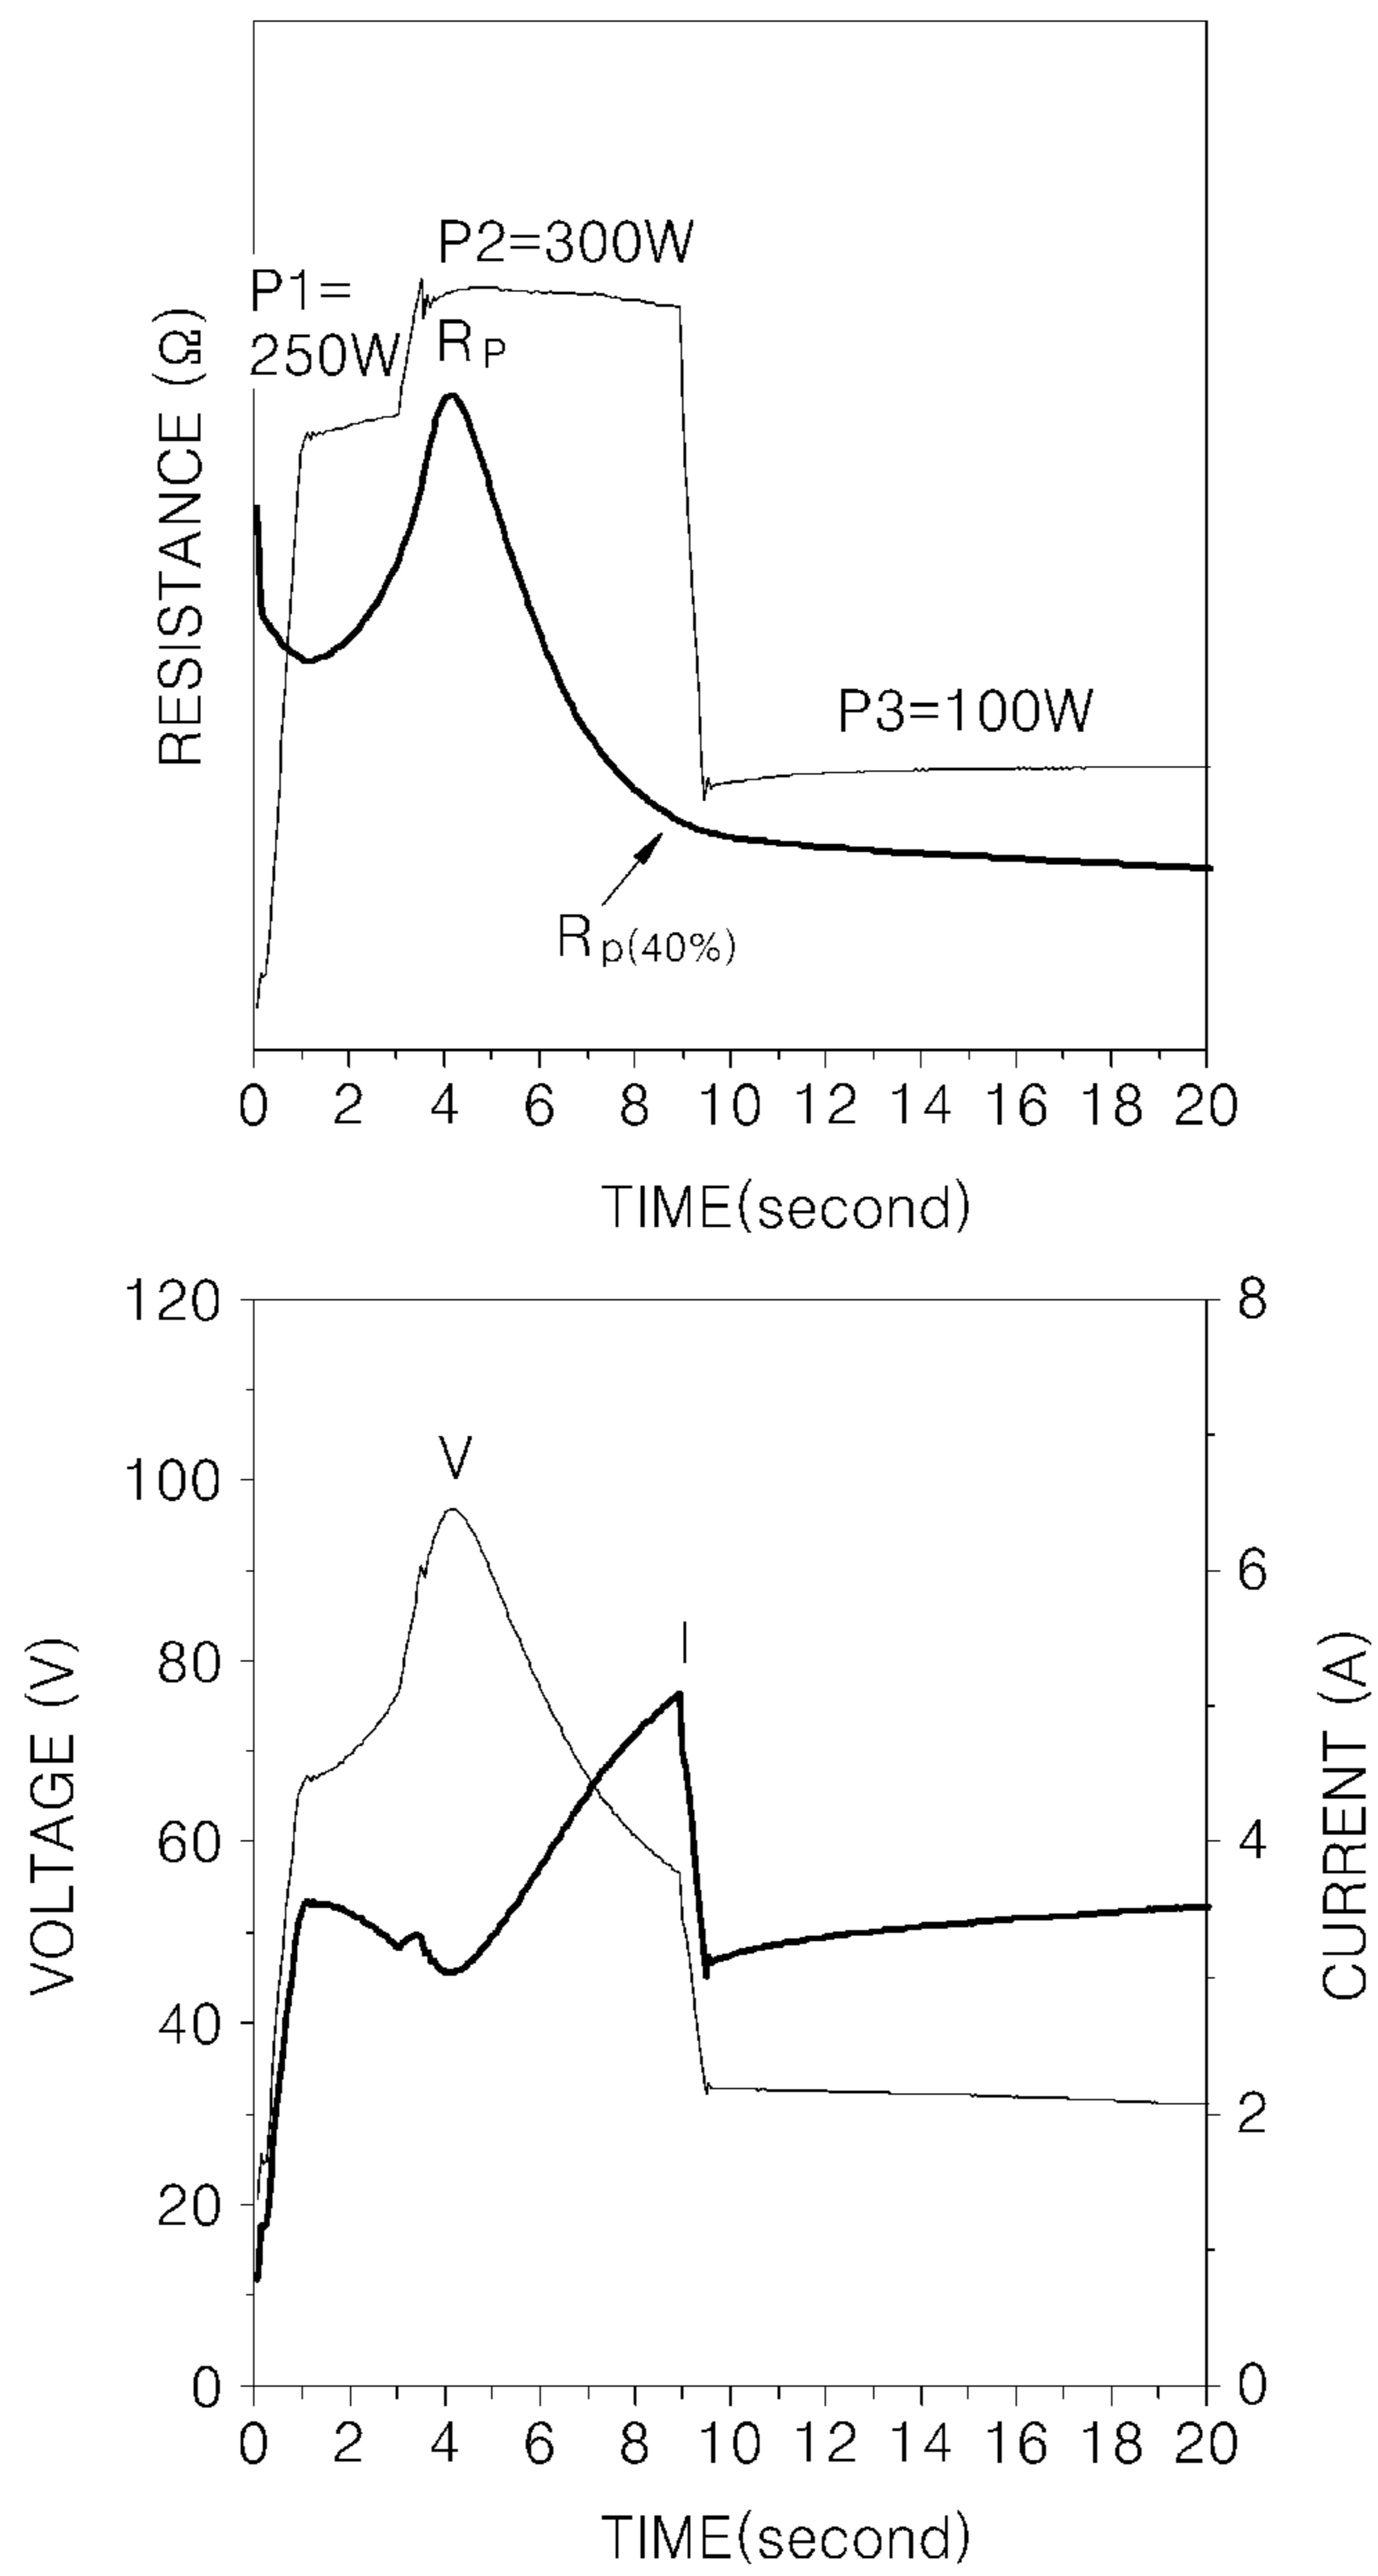 P2=300W
P1=
250W
RP
RESISTANCE (Ω)
P3=100W
Rp(40%)
0 2 4 6 8 10 12 14 16 18 20
TIME(second)
120 8
V
100
6
I
80
VOLTAGE (V)
CURRENT (A)
60 4
40
2
20
0 0
0 2 4 6 8 10 12 14 16 18 20
TIME(second)